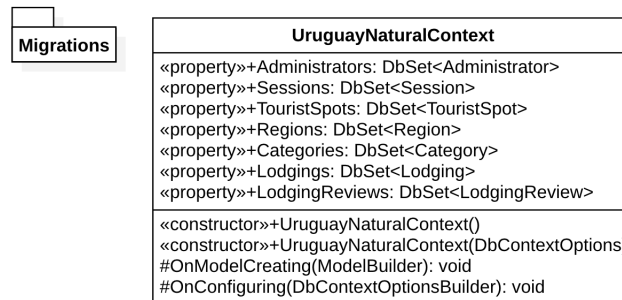 Migrations
UruguayNaturalContext
«property»+Administrators: DbSet<Administrator>
«property»+Sessions: DbSet<Session>
«property»+TouristSpots: DbSet<TouristSpot>
«property»+Regions: DbSet<Region>
«property»+Categories: DbSet<Category>
«property»+Lodgings: DbSet<Lodging>
«property»+LodgingReviews: DbSet<LodgingReview>
«constructor»+UruguayNaturalContext()
«constructor»+UruguayNaturalContext(DbContextOptions
#OnModelCreating(ModelBuilder): void
#OnConfiguring(DbContextOptionsBuilder): void